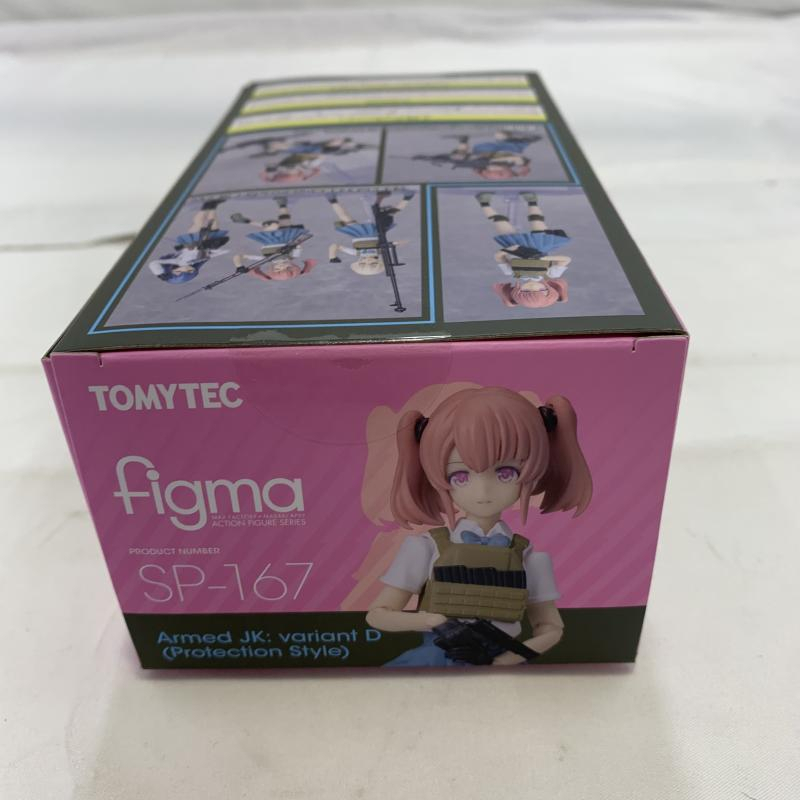 TOMYTEC
figma
MAX FACTORY × MASAKI APSY
ACTION FIGURE SERIES
PRODUCT NUMBER
SP-167
Armed JK: variant D
(Protection Style)